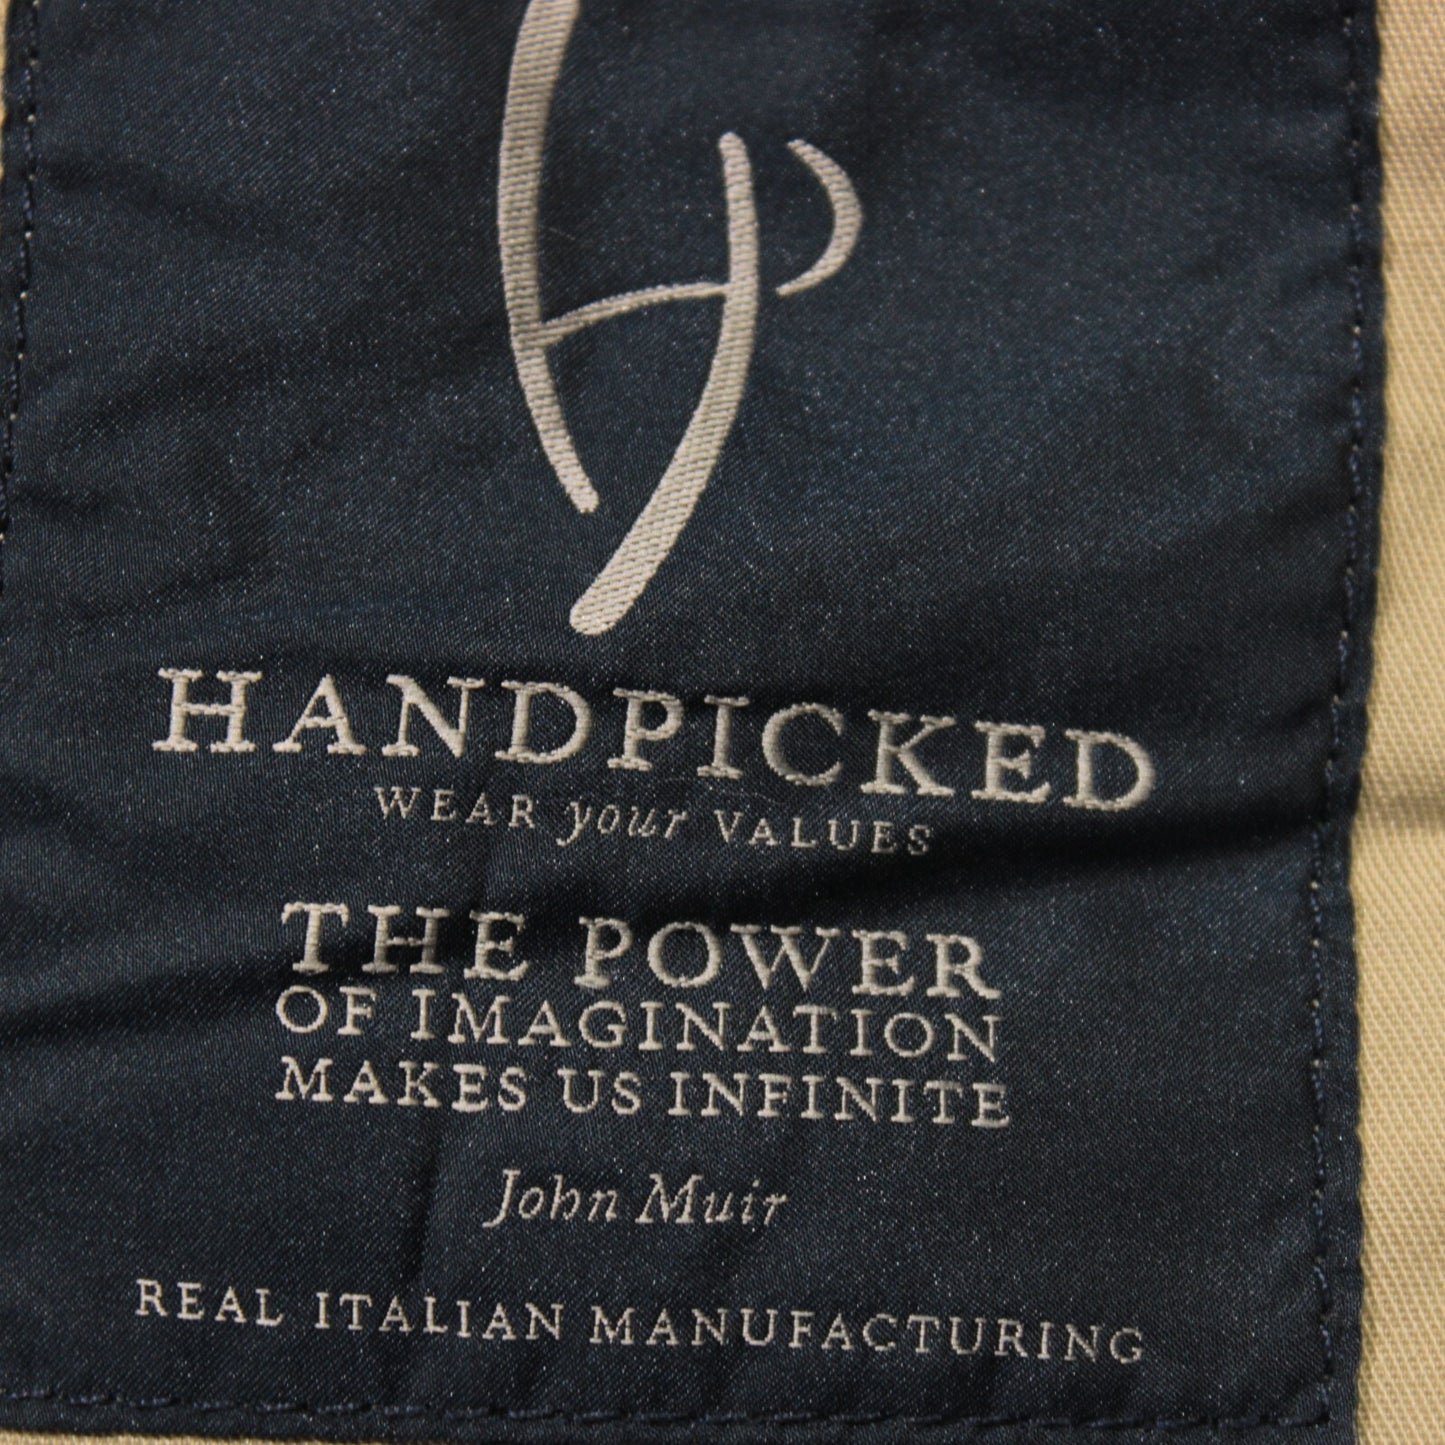 HANDPICKED
WEAR your VALUES
THE POWER
OF IMAGINATION
MAKES US INFINITE
John Muir
REAL ITALIAN MANUFACTURING